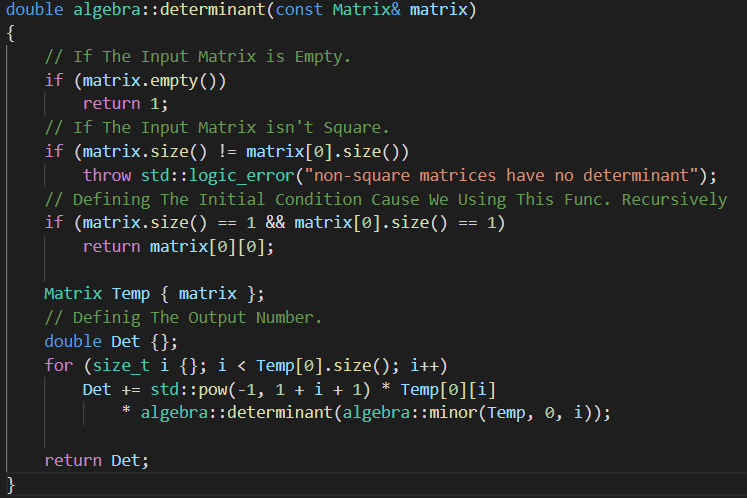 double algebra::determinant(const Matrix& matrix)
{
// If The Input Matrix is Empty.
if (matrix.empty())
return 1;
// If The Input Matrix isn't Square.
if (matrix.size() != matrix[0].size())
throw std::logic_error("non-square matrices have no determinant");
// Defining The Initial Condition Cause We Using This Func. Recursively
if (matrix.size() == 1 && matrix[0].size() == 1)
return matrix[0][0];
Matrix Temp { matrix };
// Definig The Output Number.
double Det {};
for (size_t i {}; i < Temp[0].size(); i++)
Det += std::pow(-1, 1 + i + 1) * Temp[0][i]
* algebra::determinant(algebra::minor(Temp, 0, i));
return Det;
}